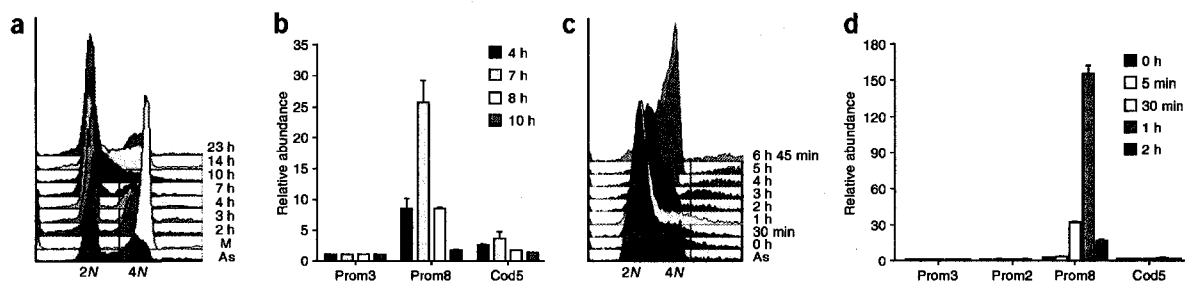 a
23 h
14 h
10 h
7 h
4 h
3 h
2 h
M
As
2N 4N
b
Relative abundance
35
30
25
20
15
10
5
0
4 h
7 h
8 h
10 h
Prom3 Prom8 Cod5
c
6 h 45 min
5 h
4 h
3 h
2 h
1 h
30 min
0 h
As
2N 4N
d
Relative abundance
180
150
120
90
60
30
0
0 h
5 min
30 min
1 h
2 h
Prom3 Prom2 Prom8 Cod5